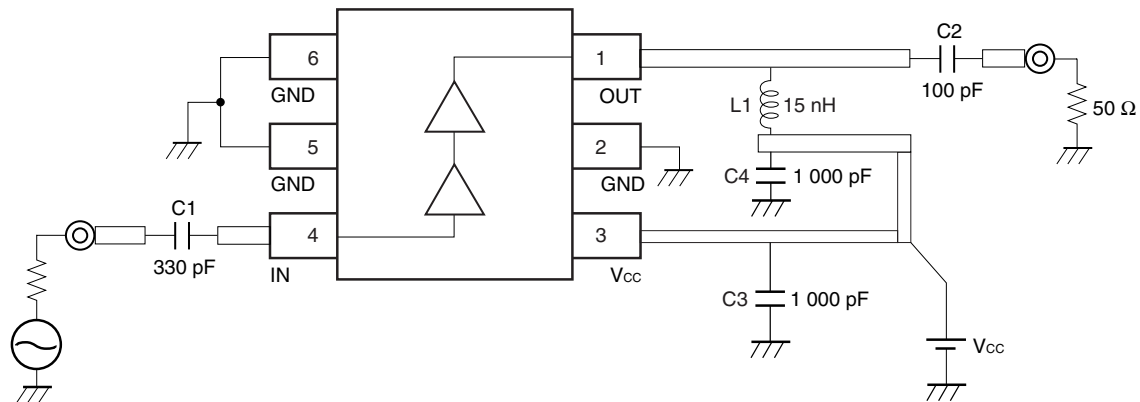 C2
6
1
GND
OUT
100 pF
L1 15 nH
50 Ω
5
2
GND
GND
C4
1 000 pF
C1
4
3
330 pF
IN
VCC
C3
1 000 pF
VCC